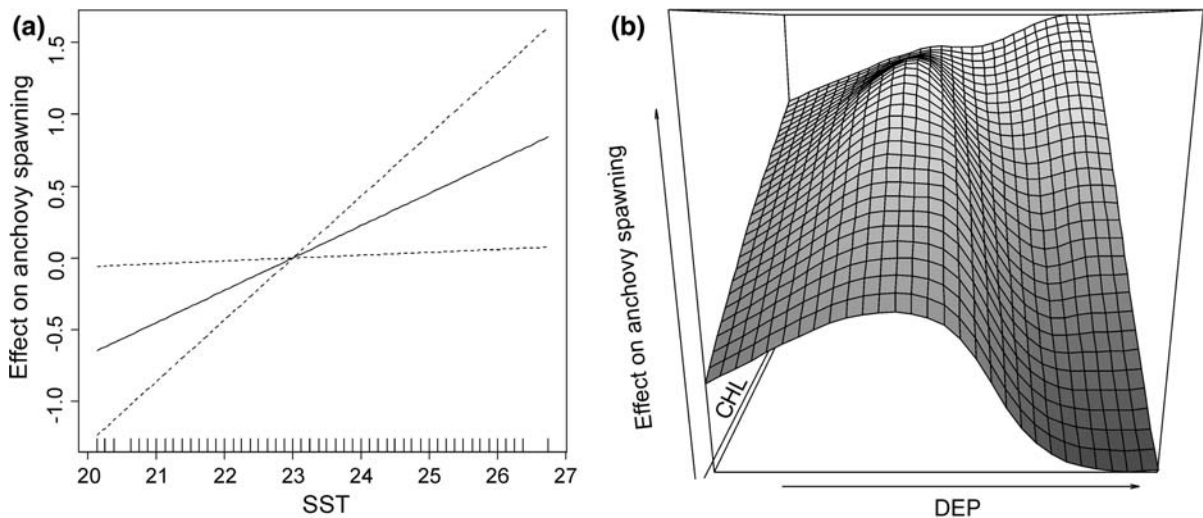 (a)
Effect on anchovy spawning
1.5
1.0
0.5
0.0
-0.5
-1.0
20 21 22 23 24 25 26 27
SST
(b)
Effect on anchovy spawning
CHL
DEP